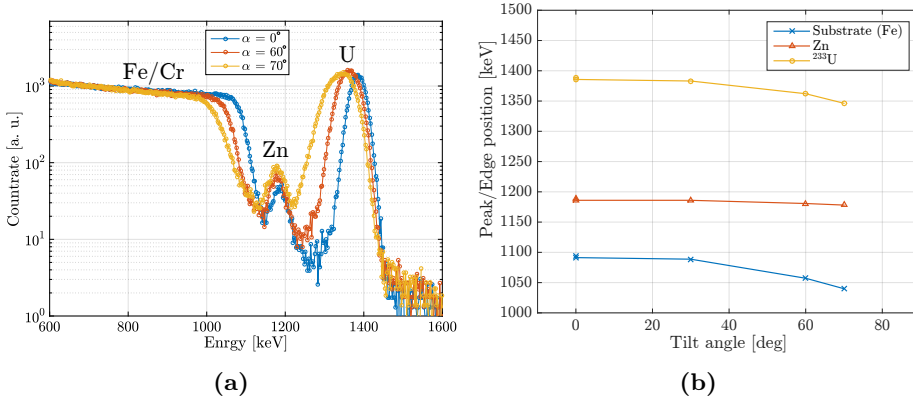 α = 0°
α = 60°
α = 70°
Fe/Cr
Zn
U
Countrate [a. u.]
10³
10²
10¹
10⁰
600 800 1000 1200 1400 1600
Enrgy [keV]
(a)
Substrate (Fe)
Zn
²³³U
Peak/Edge position [keV]
1500
1450
1400
1350
1300
1250
1200
1150
1100
1050
1000
0 20 40 60 80
Tilt angle [deg]
(b)